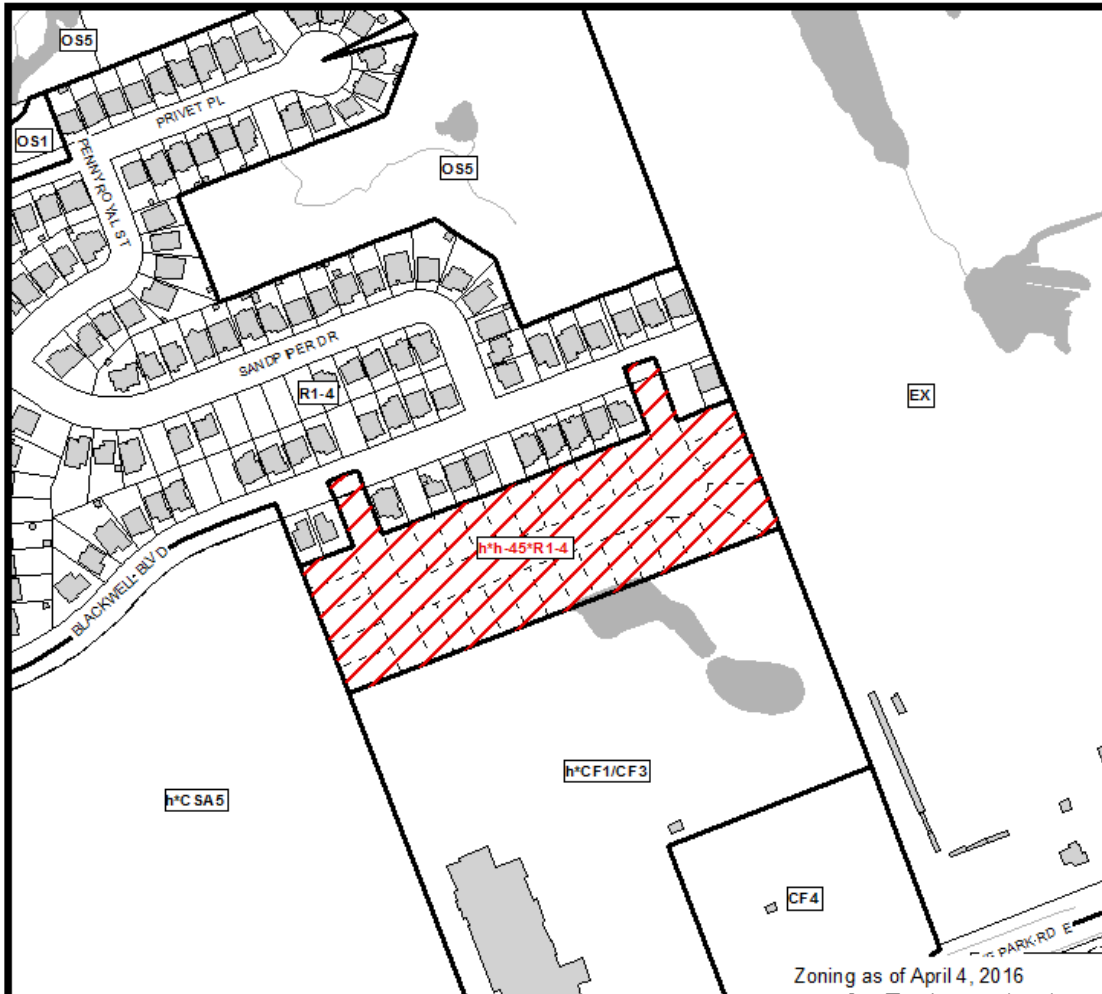 OS5
PRIVET PL
OS1
PENNYROYAL ST
OS5
SANDPIPER DR
R1-4
EX
h*h-45*R1-4
BLACKWELL BLVD
h*CF1/CF3
h*CSA5
CF4
PARK RD E
Zoning as of April 4, 2016